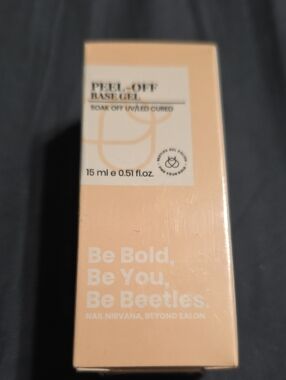 PEEL-OFF
BASE GEL
SOAK OFF UV/LED CURED
15 ml e 0.51 fl.oz.
Be Bold,
Be You,
Be Beetles.
NAIL NIRVANA, BEYOND SALON